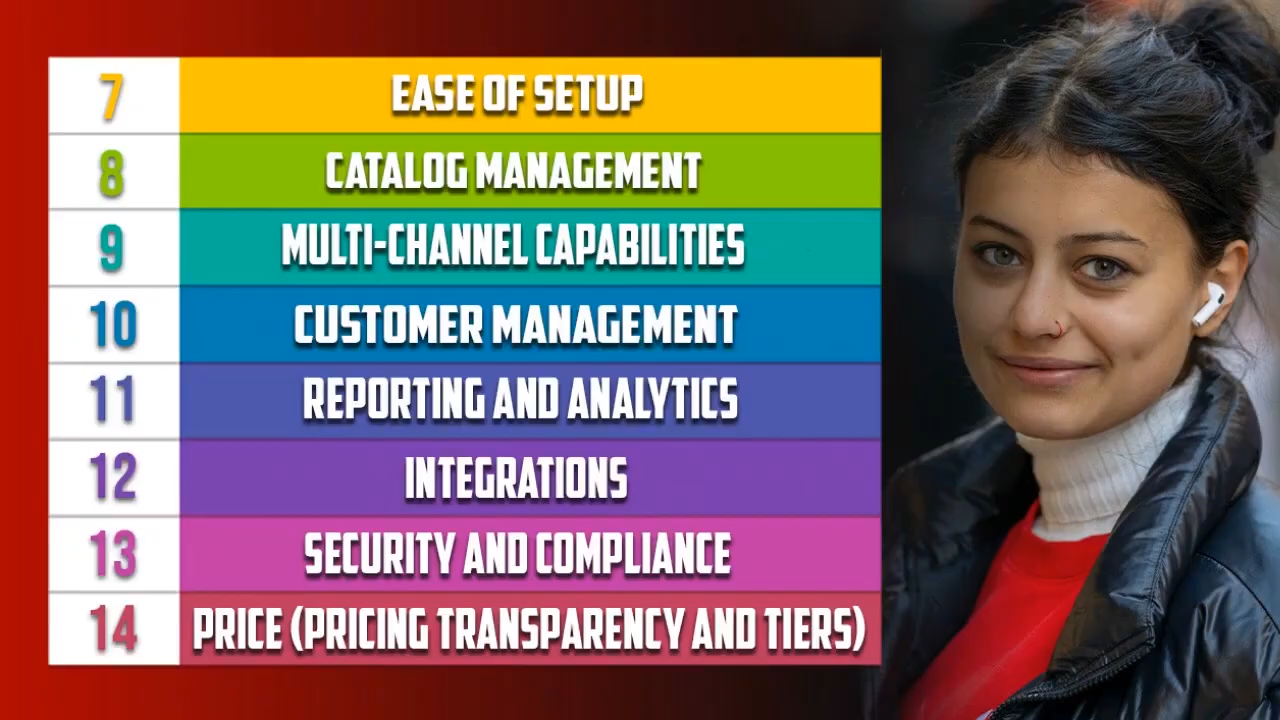 7 EASE OF SETUP
8 CATALOG MANAGEMENT
9 MULTI-CHANNEL CAPABILITIES
10 CUSTOMER MANAGEMENT
11 REPORTING AND ANALYTICS
12 INTEGRATIONS
13 SECURITY AND COMPLIANCE
14 PRICE (PRICING TRANSPARENCY AND TIERS)